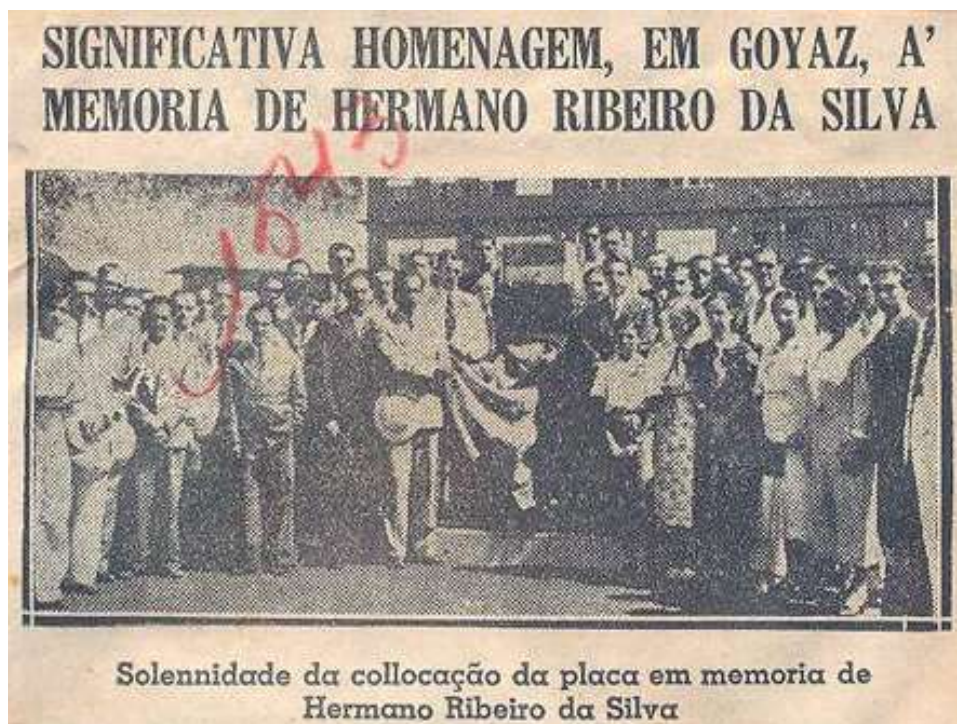 SIGNIFICATIVA HOMENAGEM, EM GOYAZ, A'
MEMORIA DE HERMANO RIBEIRO DA SILVA
Solennidade da collocação da placa em memoria de
Hermano Ribeiro da Silva